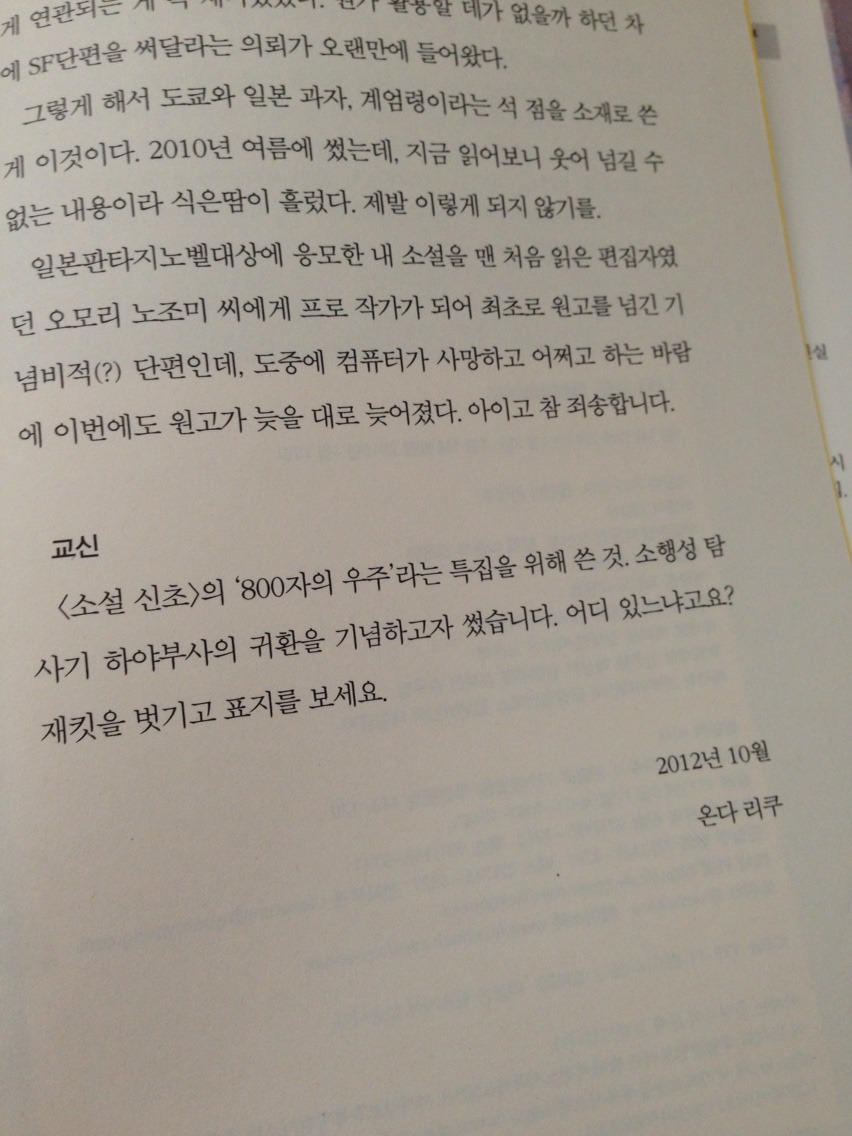 게 연관되는 게
활용할 데가 없을까 하던 차
에 SF단편을 써달라는 의뢰가 오랜만에 들어왔다.
그렇게 해서 도쿄와 일본 과자, 계엄령이라는 석 점을 소재로 쓴
게 이것이다. 2010년 여름에 썼는데, 지금 읽어보니 웃어 넘길 수
없는 내용이라 식은땀이 흘렀다. 제발 이렇게 되지 않기를.
일본판타지노벨대상에 응모한 내 소설을 맨 처음 읽은 편집자였
던 오모리 노조미 씨에게 프로 작가가 되어 최초로 원고를 넘긴 기
념비적(?) 단편인데, 도중에 컴퓨터가 사망하고 어쩌고 하는 바람
에 이번에도 원고가 늦을 대로 늦어졌다. 아이고 참 죄송합니다.
교신
〈소설 신초〉의 ‘800자의 우주’라는 특집을 위해 쓴 것. 소행성 탐
사기 하야부사의 귀환을 기념하고자 썼습니다. 어디 있느냐고요?
재킷을 벗기고 표지를 보세요.
2012년 10월
온다 리쿠